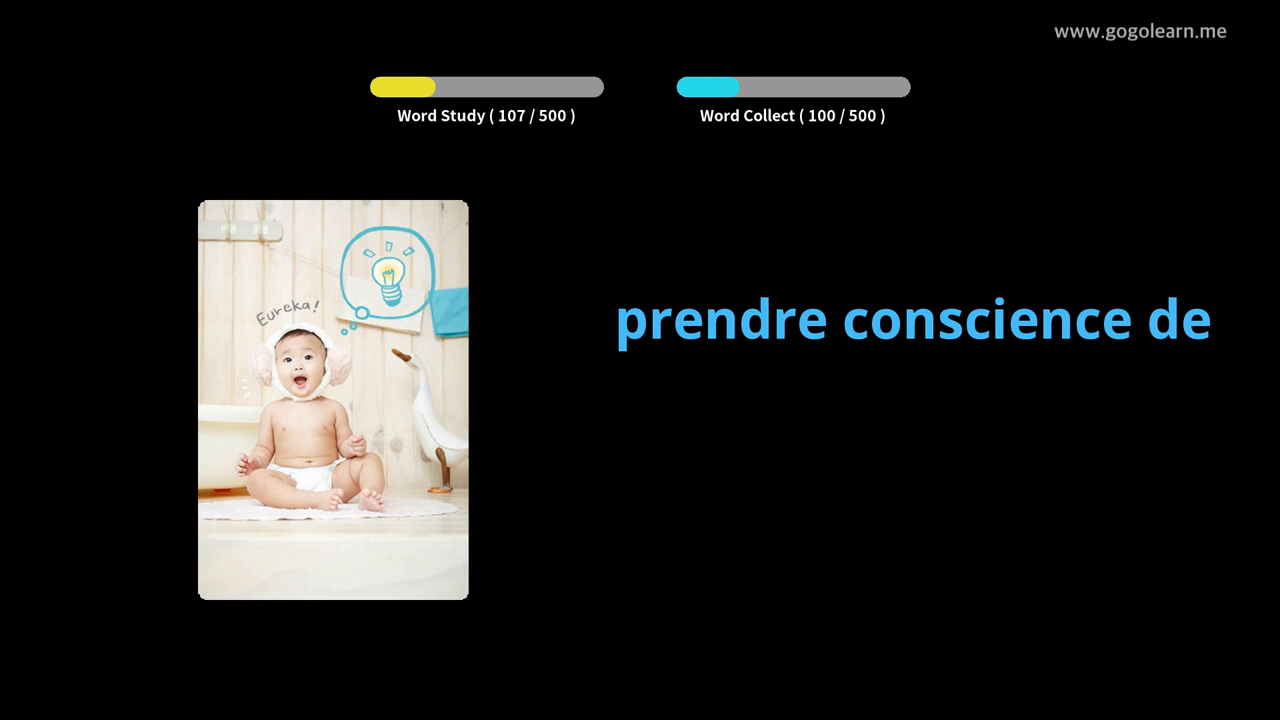 www.gogolearn.me
Word Study ( 107 / 500 )
Word Collect ( 100 / 500 )
Eureka!
prendre conscience de